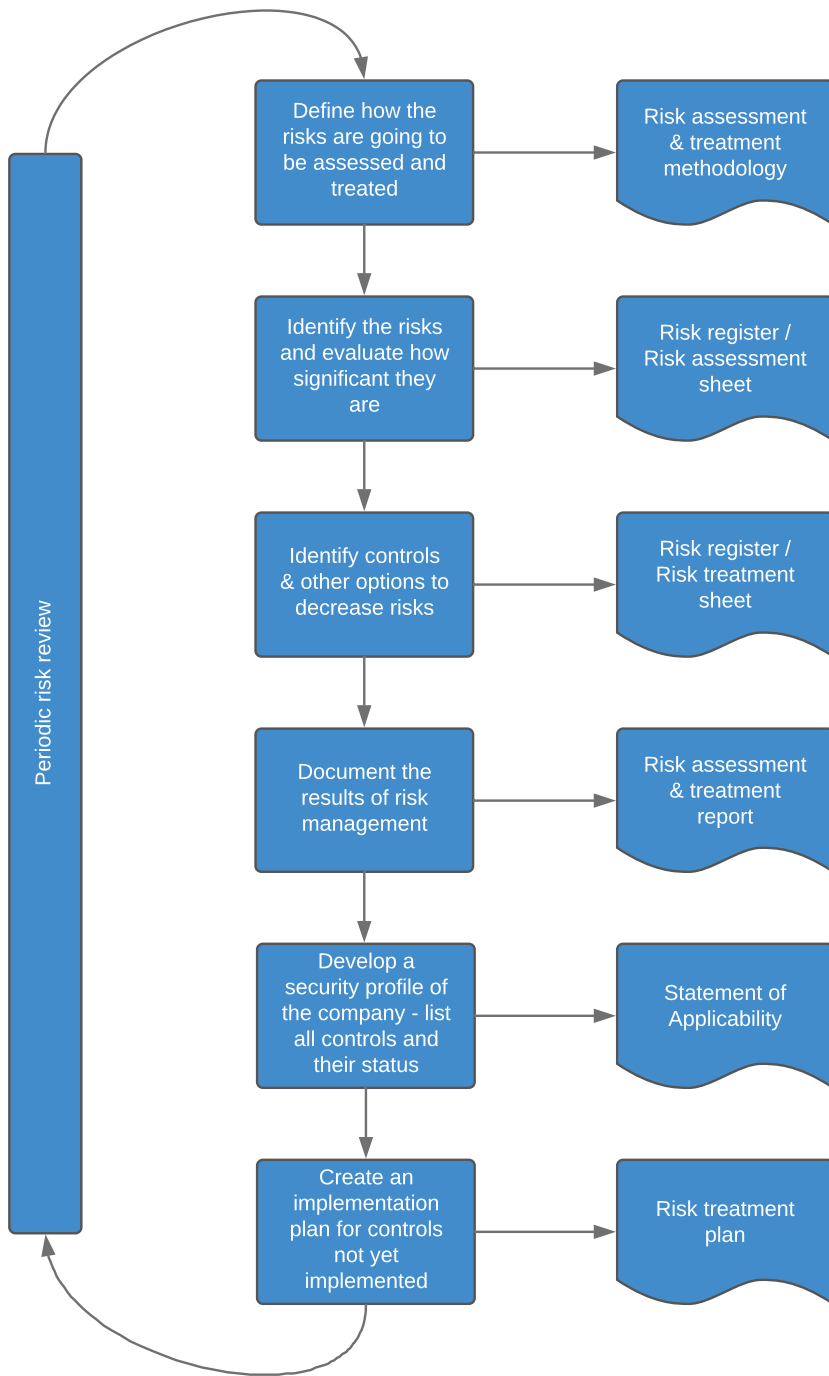 Define how the
risks are going to
be assessed and
treated
Risk assessment
& treatment
methodology
Identify the risks
and evaluate how
significant they
are
Risk register /
Risk assessment
sheet
Identify controls
& other options to
decrease risks
Risk register /
Risk treatment
sheet
Periodic risk review
Document the
results of risk
management
Risk assessment
& treatment
report
Develop a
security profile of
the company - list
all controls and
their status
Statement of
Applicability
Create an
implementation
plan for controls
not yet
implemented
Risk treatment
plan